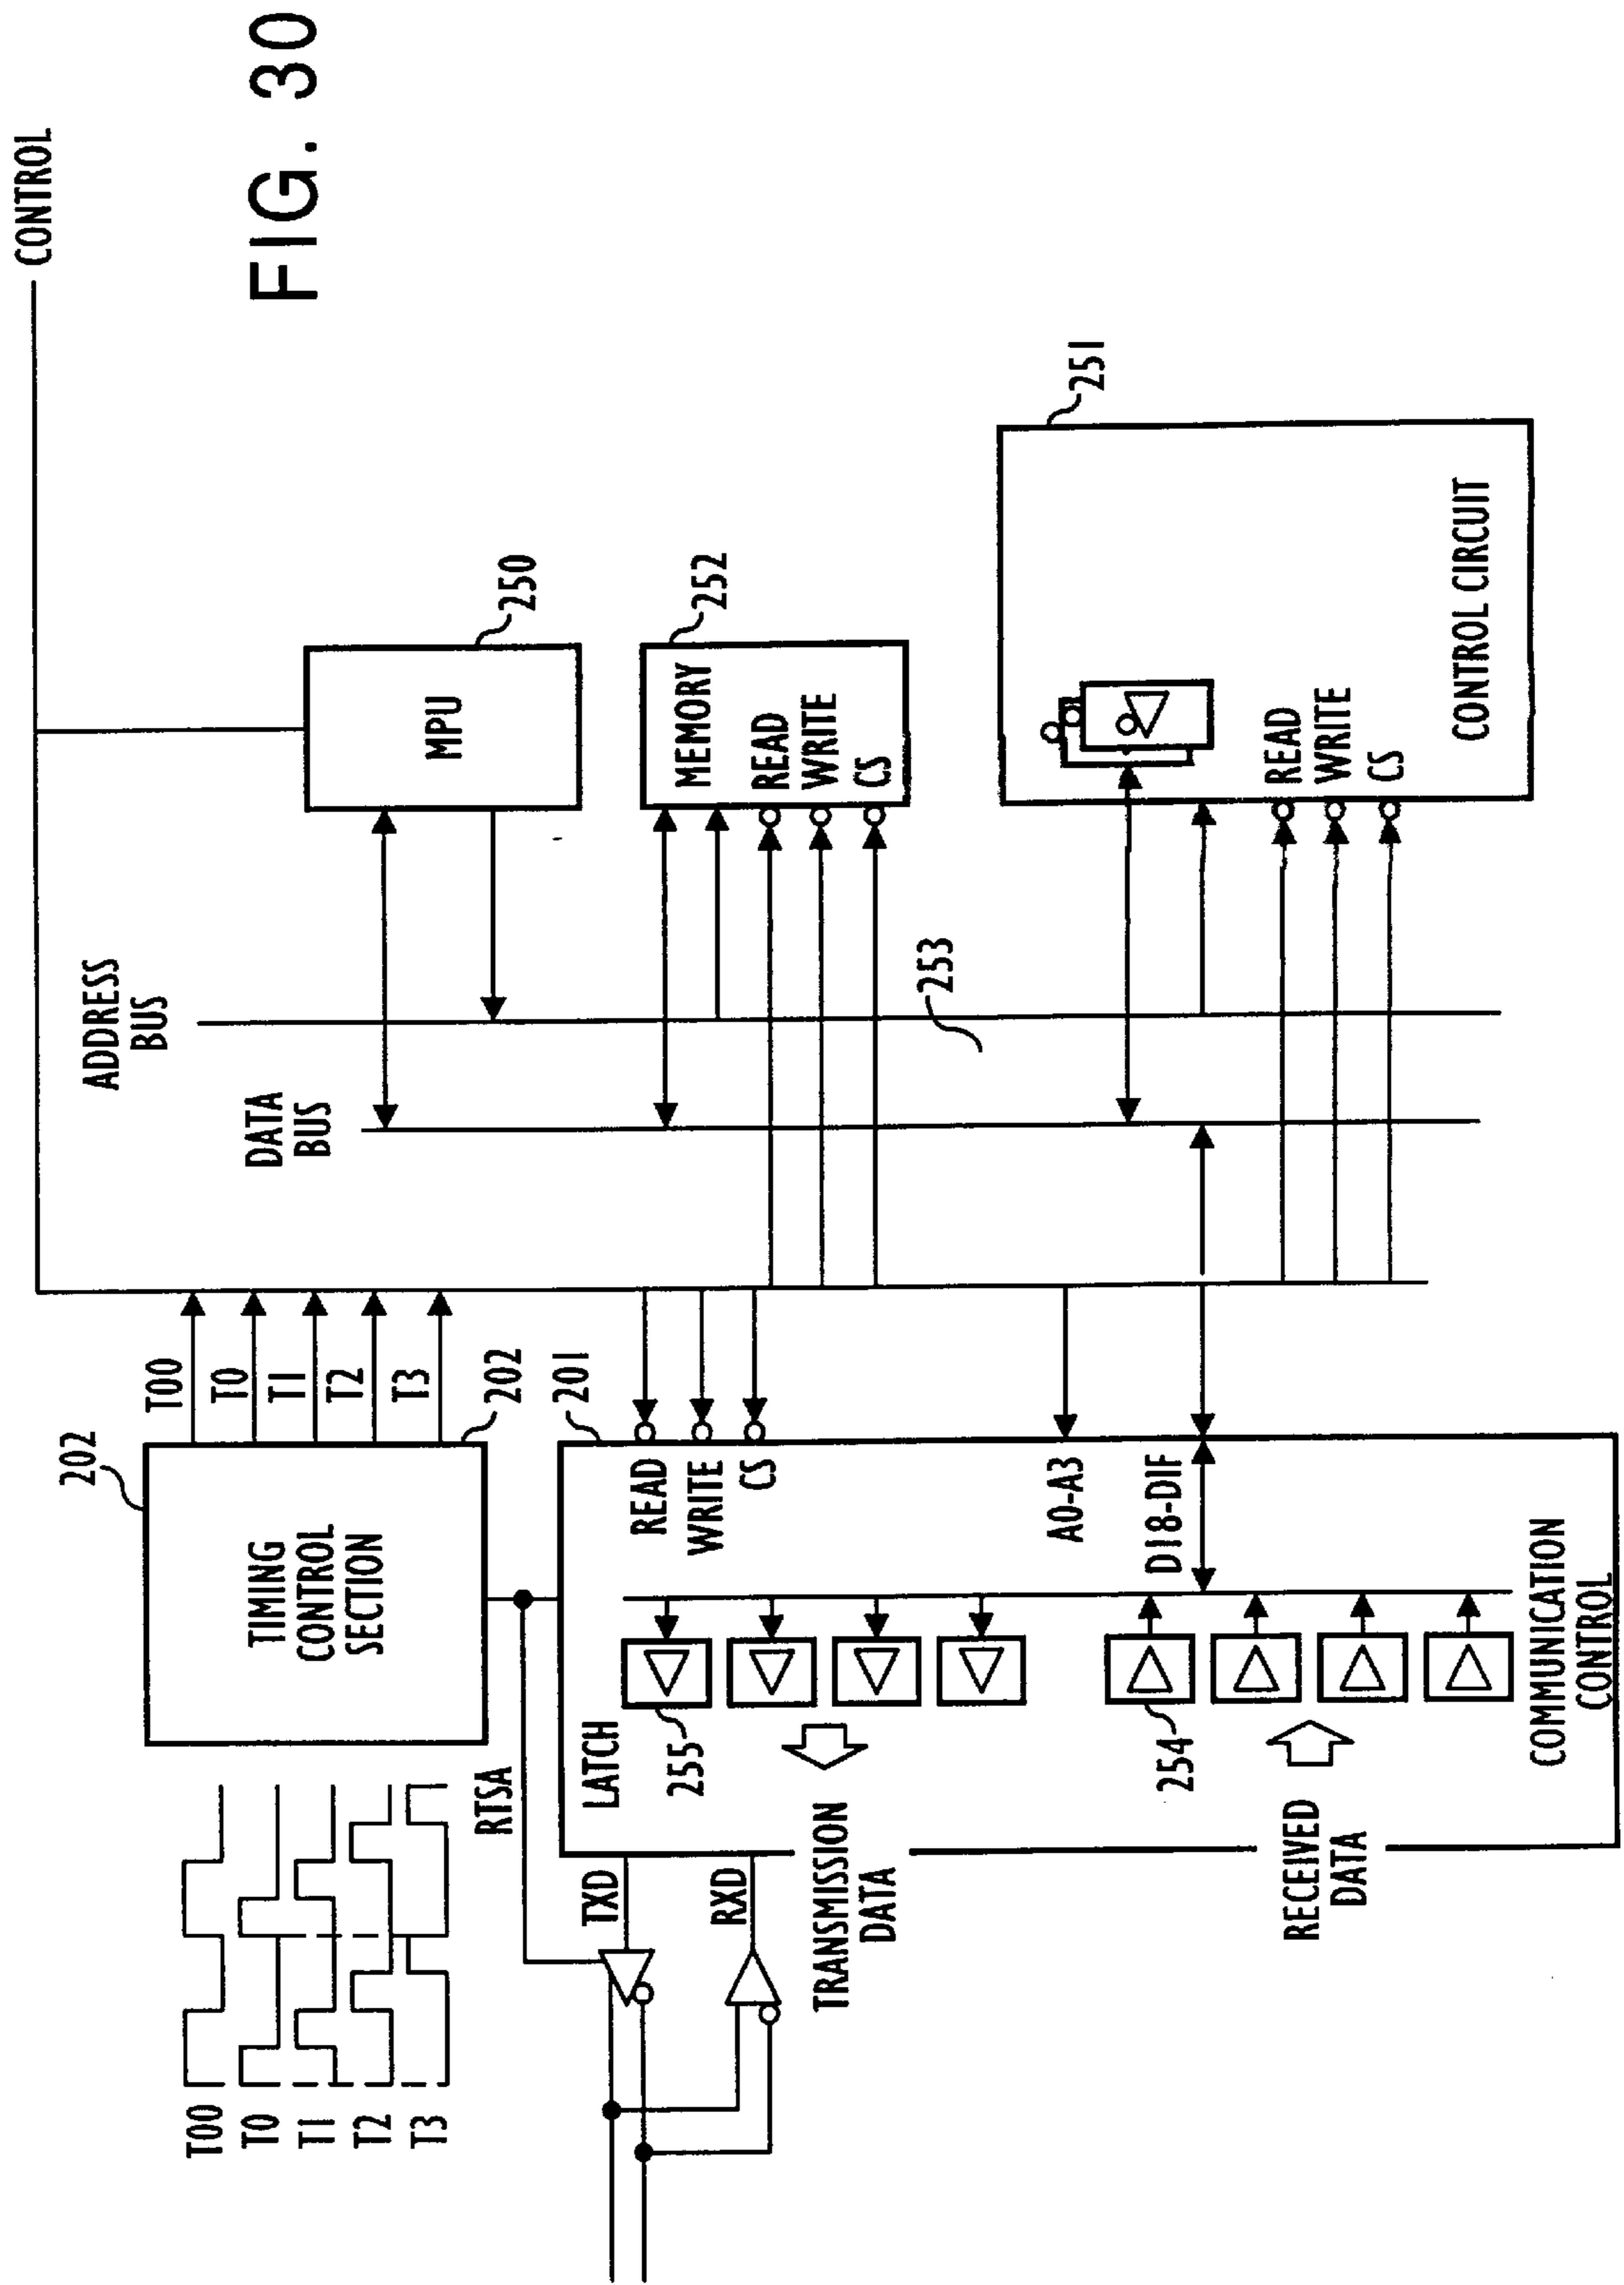 FIG. 30
CONTROL
T00
T0
T1
T2
T3
202
TIMING
CONTROL
SECTION
202
T00
T0
T1
T2
T3
ADDRESS
BUS
DATA
BUS
MPU
250
RTSA
TXD
RXD
201
LATCH
READ
WRITE
CS
255
TRANSMISSION
DATA
A0-A3
D18-DIF
254
RECEIVED
DATA
COMMUNICATION
CONTROL
MEMORY
READ
WRITE
CS
252
253
251
READ
WRITE
CS
CONTROL CIRCUIT